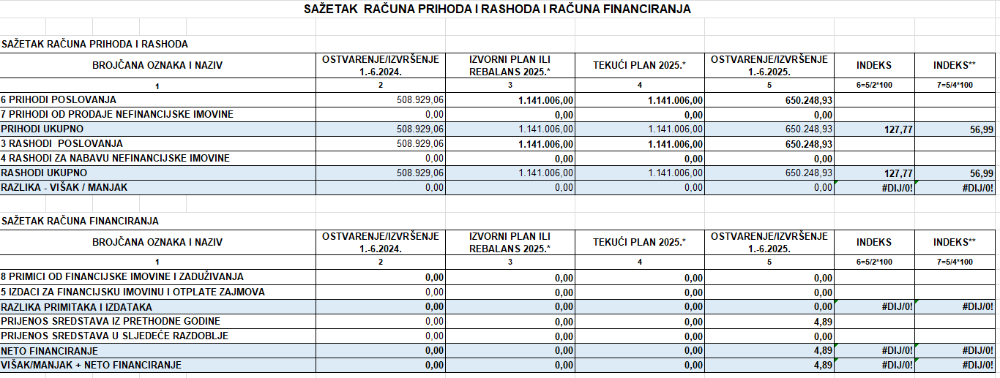 SAŽETAK RAČUNA PRIHODA I RASHODA I RAČUNA FINANCIRANJA
SAŽETAK RAČUNA PRIHODA I RASHODA
BROJČANA OZNAKA I NAZIV OSTVARENJE/IZVRŠENJE 1.-6.2024. IZVORNI PLAN ILI REBALANS 2025.* TEKUĆI PLAN 2025.* OSTVARENJE/IZVRŠENJE 1.-6.2025. INDEKS INDEKS**
1 2 3 4 5 6=5/2*100 7=5/4*100
6 PRIHODI POSLOVANJA 508.929,06 1.141.006,00 1.141.006,00 650.248,93
7 PRIHODI OD PRODAJE NEFINANCIJSKE IMOVINE 0,00 0,00 0,00 0,00
PRIHODI UKUPNO 508.929,06 1.141.006,00 1.141.006,00 650.248,93 127,77 56,99
3 RASHODI POSLOVANJA 508.929,06 1.141.006,00 1.141.006,00 650.248,93
4 RASHODI ZA NABAVU NEFINANCIJSKE IMOVINE 0,00 0,00 0,00 0,00
RASHODI UKUPNO 508.929,06 1.141.006,00 1.141.006,00 650.248,93 127,77 56,99
RAZLIKA - VIŠAK / MANJAK 0,00 0,00 0,00 0,00 #DIJ/0! #DIJ/0!
SAŽETAK RAČUNA FINANCIRANJA
BROJČANA OZNAKA I NAZIV OSTVARENJE/IZVRŠENJE 1.-6.2024. IZVORNI PLAN ILI REBALANS 2025.* TEKUĆI PLAN 2025.* OSTVARENJE/IZVRŠENJE 1.-6.2025. INDEKS INDEKS**
1 2 3 4 5 6=5/2*100 7=5/4*100
8 PRIMICI OD FINANCIJSKE IMOVINE I ZADUŽIVANJA 0,00 0,00 0,00 0,00
5 IZDACI ZA FINANCIJSKU IMOVINU I OTPLATE ZAJMOVA 0,00 0,00 0,00 0,00
RAZLIKA PRIMITAKA I IZDATAKA 0,00 0,00 0,00 0,00 #DIJ/0! #DIJ/0!
PRIJENOS SREDSTAVA IZ PRETHODNE GODINE 0,00 0,00 0,00 4,89
PRIJENOS SREDSTAVA U SLJEDEĆE RAZDOBLJE 0,00 0,00 0,00 0,00
NETO FINANCIRANJE 0,00 0,00 0,00 4,89 #DIJ/0! #DIJ/0!
VIŠAK/MANJAK + NETO FINANCIRANJE 0,00 0,00 0,00 4,89 #DIJ/0! #DIJ/0!